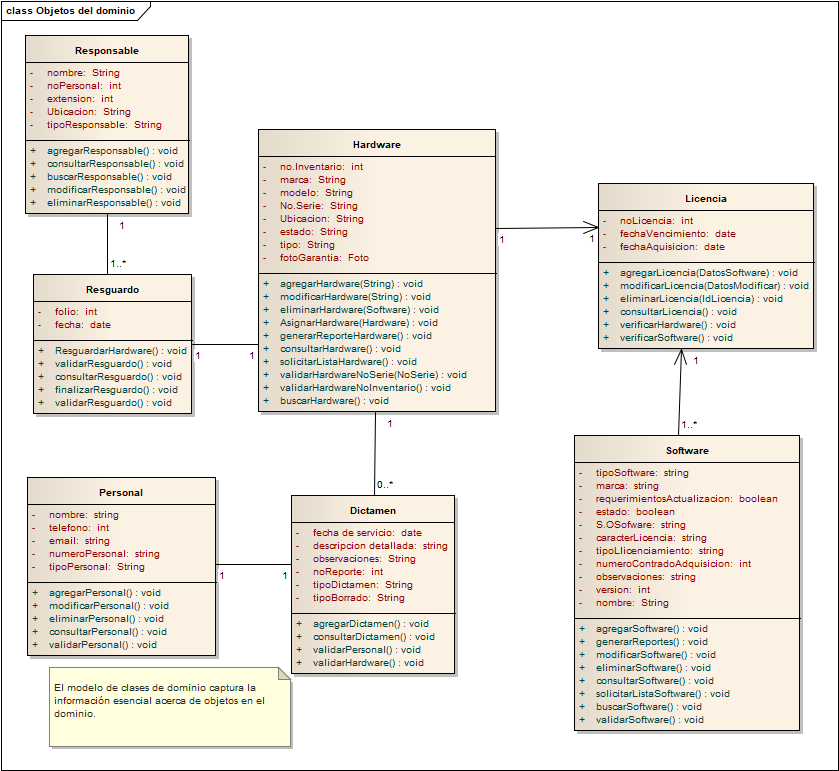 class Objetos del dominio
Responsable
- nombre: String
- noPersonal: int
- extension: int
- Ubicacion: String
- tipoResponsable: String
+ agregarResponsable() : void
+ consultarResponsable() : void
+ buscarResponsable() : void
+ modificarResponsable() : void
+ eliminarResponsable() : void
1
1..*
Resguardo
- folio: int
- fecha: date
+ ResguardarHardware() : void
+ validarResguardo() : void
+ consultarResguardo() : void
+ finalizarResguardo() : void
+ validarResguardo() : void
1
1
Hardware
- no.Inventario: int
- marca: String
- modelo: String
- No.Serie: String
- Ubicacion: String
- estado: String
- tipo: String
- fotoGarantia: Foto
+ agregarHardware(String) : void
+ modificarHardware(String) : void
+ eliminarHardware(Software) : void
+ AsignarHardware(Hardware) : void
+ generarReporteHardware() : void
+ consultarHardware() : void
+ solicitarListaHardware() : void
+ validarHardwareNoSerie(NoSerie) : void
+ validarHardwareNoInventario() : void
+ buscarHardware() : void
1
1
Licencia
- noLicencia: int
- fechaVencimiento: date
- fechaAquisicion: date
+ agregarLicencia(DatosSoftware) : void
+ modificarLicencia(DatosModificar) : void
+ eliminarLicencia(IdLicencia) : void
+ consultarLicencia() : void
+ verificarHardware() : void
+ verificarSoftware() : void
1
1..*
Software
- tipoSoftware: string
- marca: string
- requerimientosActualizacion: boolean
- estado: boolean
- S.OSofware: string
- caracterLicencia: string
- tipoLlicenciamiento: string
- numeroContradoAdquisicion: int
- observaciones: string
- version: int
- nombre: String
+ agregarSoftware() : void
+ generarReportes() : void
+ modificarSoftware() : void
+ eliminarSoftware() : void
+ consultarSoftware() : void
+ solicitarListaSoftware() : void
+ buscarSoftware() : void
+ validarSoftware() : void
1
0..*
Personal
- nombre: string
- telefono: int
- email: string
- numeroPersonal: string
- tipoPersonal: String
+ agregarPersonal() : void
+ modificarPersonal() : void
+ eliminarPersonal() : void
+ consultarPersonal() : void
+ validarPersonal() : void
1
1
Dictamen
- fecha de servicio: date
- descripcion detallada: string
- observaciones: String
- noReporte: int
- tipoDictamen: String
- tipoBorrado: String
+ agregarDictamen() : void
+ consultarDictamen() : void
+ validarPersonal() : void
+ validarHardware() : void
El modelo de clases de dominio captura la
información esencial acerca de objetos en el
dominio.